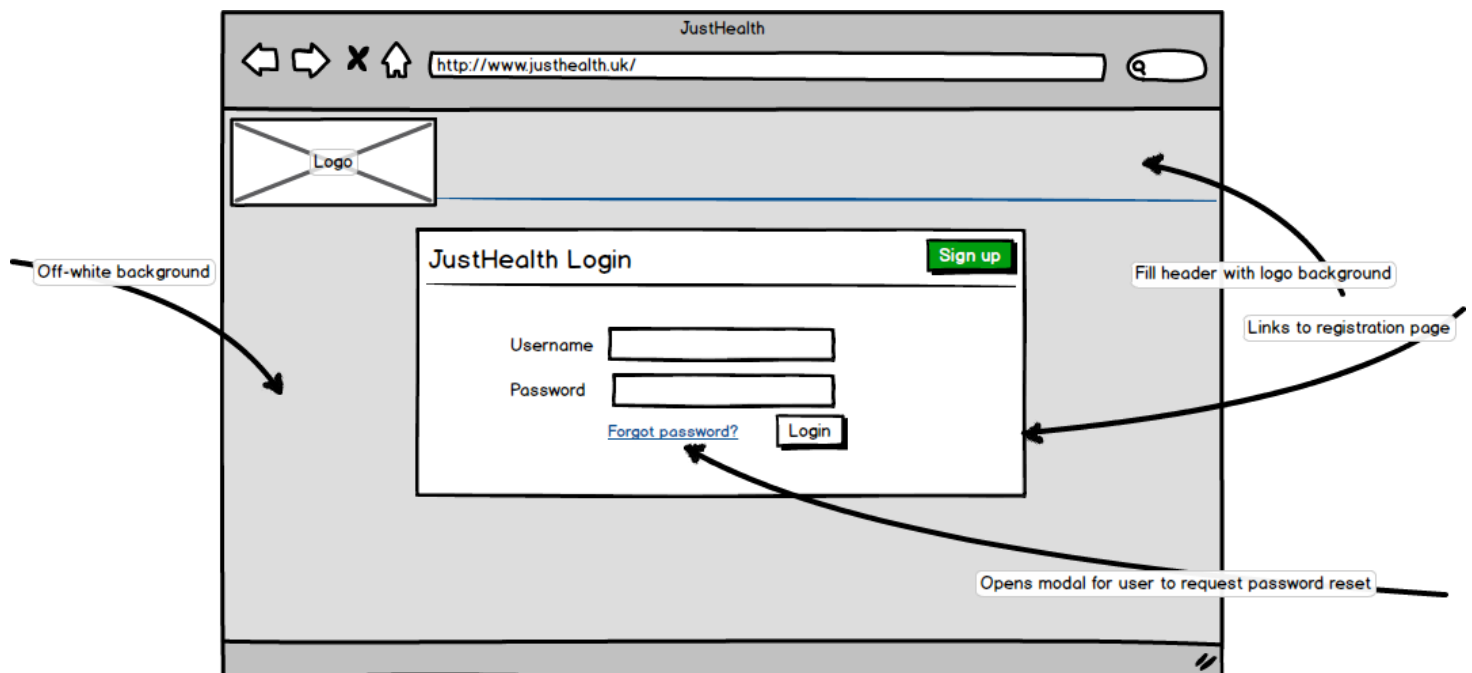 JustHealth
http://www.justhealth.uk/
Logo
JustHealth Login
Sign up
Off-white background
Fill header with logo background
Links to registration page
Username
Password
Forgot password?
Login
Opens modal for user to request password reset